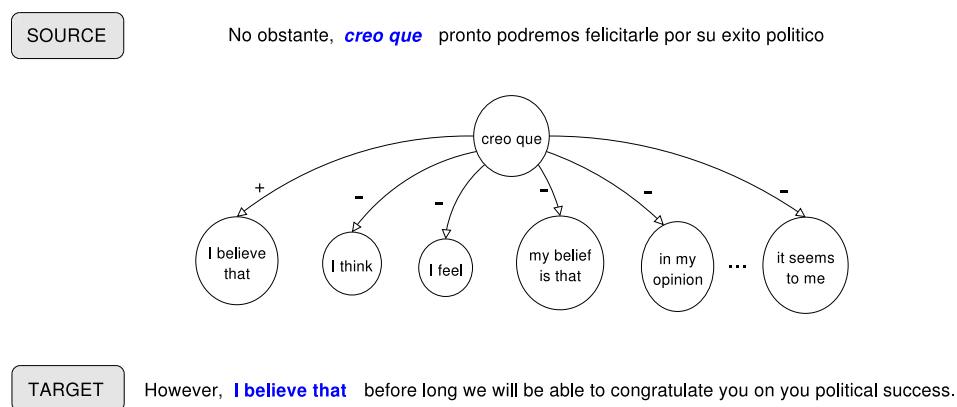 SOURCE
No obstante, creo que pronto podremos felicitarle por su exito politico
creo que
+
-
-
-
-
-
I believe
that
I think
I feel
my belief
is that
in my
opinion
...
it seems
to me
TARGET
However, I believe that before long we will be able to congratulate you on you political success.